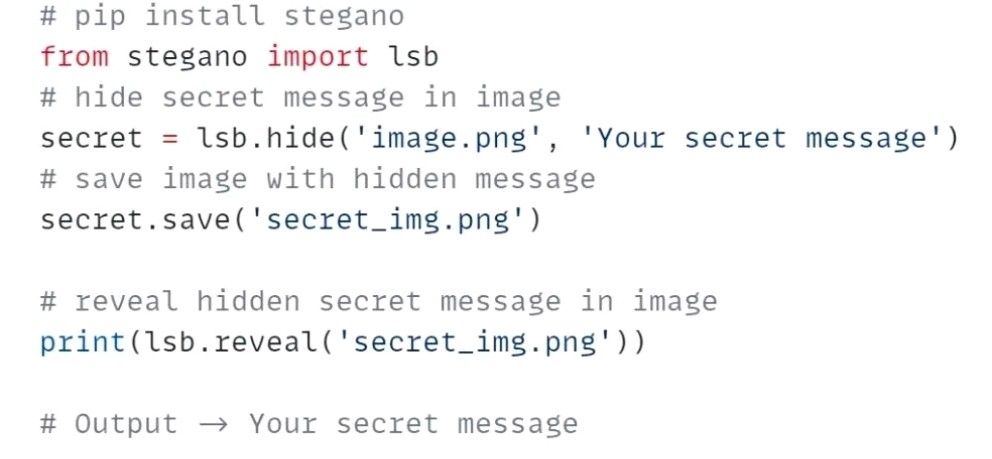 # pip install stegano
from stegano import lsb
# hide secret message in image
secret = lsb.hide('image.png', 'Your secret message')
# save image with hidden message
secret.save('secret_img.png')
# reveal hidden secret message in image
print(lsb.reveal('secret_img.png'))
# Output → Your secret message